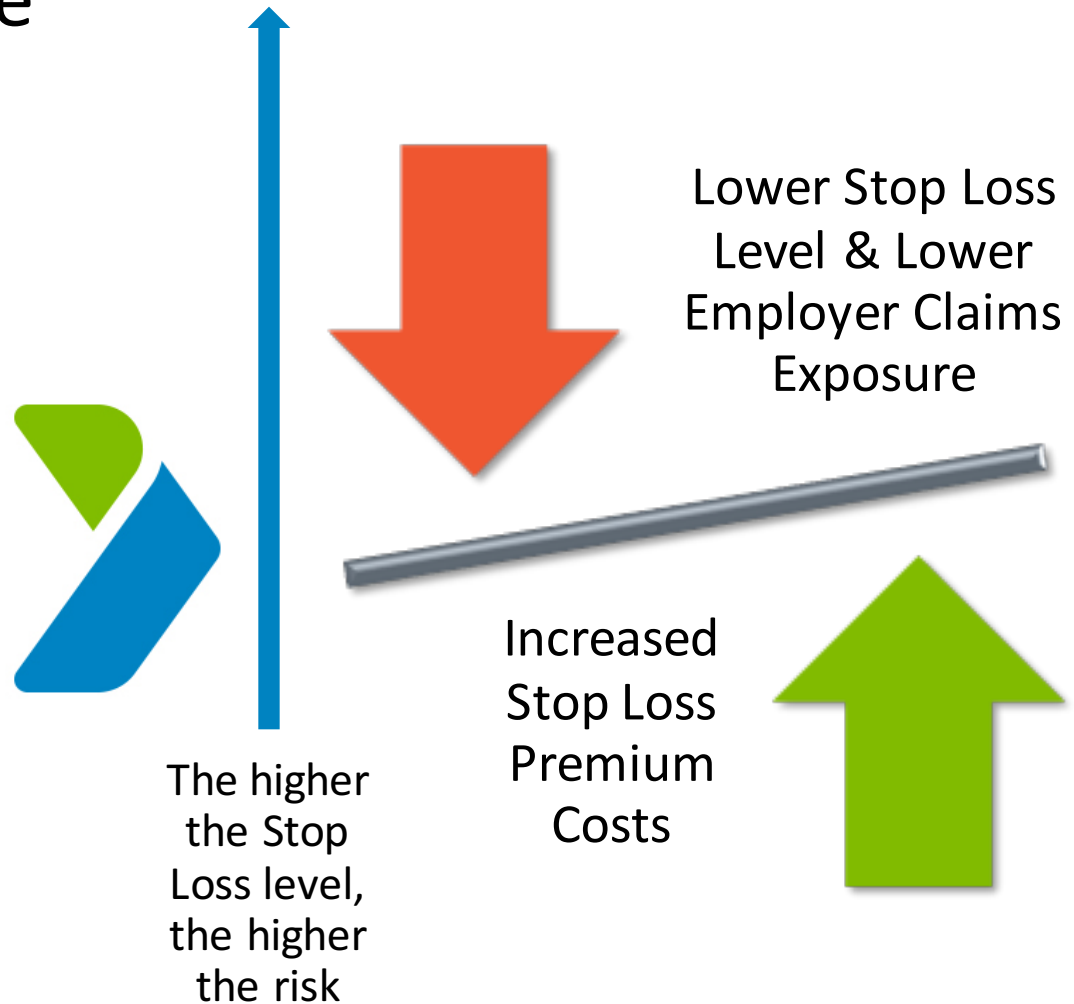 Lower Stop Loss
Level & Lower
Employer Claims
Exposure
Increased
Stop Loss
Premium
Costs
The higher
the Stop
Loss level,
the higher
the risk